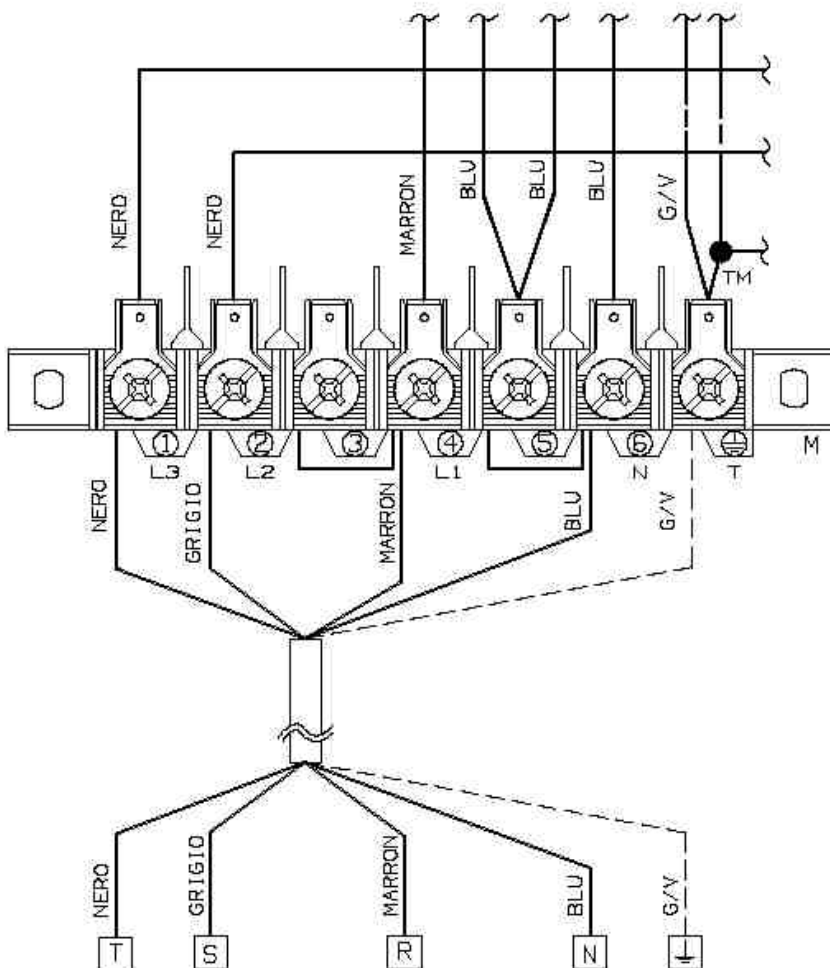 NERO
NERO
MARRON
BLU
BLU
BLU
G/V
TM
1 2 3 4 5 6 M
L3 L2 L1 N T
NERO
GRIGIO
MARRON
BLU
G/V
NERO
GRIGIO
MARRON
BLU
G/V
T S R N